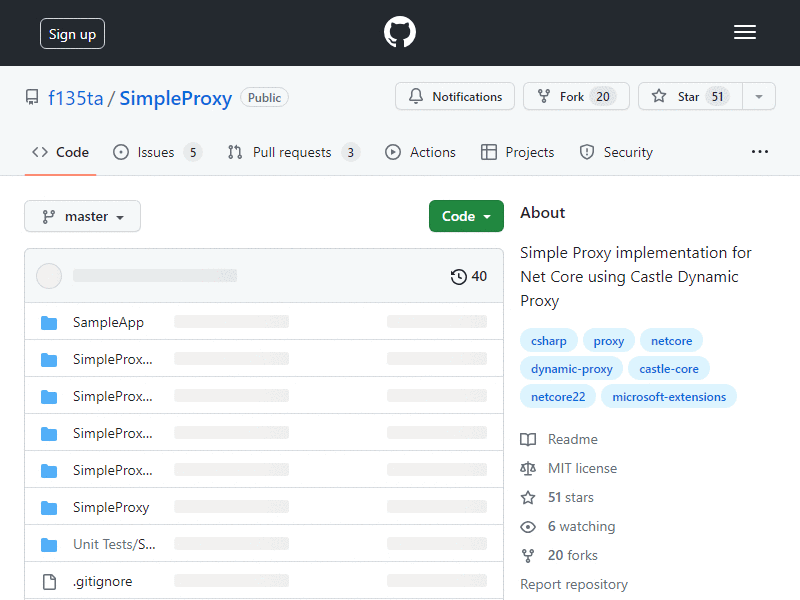 Sign up
f135ta / SimpleProxy Public
Notifications Fork 20 Star 51
Code Issues 5 Pull requests 3 Actions Projects Security
master
Code
40
SampleApp
SimpleProx...
SimpleProx...
SimpleProx...
SimpleProx...
SimpleProxy
Unit Tests/S...
.gitignore
About
Simple Proxy implementation for
Net Core using Castle Dynamic
Proxy
csharp proxy netcore
dynamic-proxy castle-core
netcore22 microsoft-extensions
Readme
MIT license
51 stars
6 watching
20 forks
Report repository